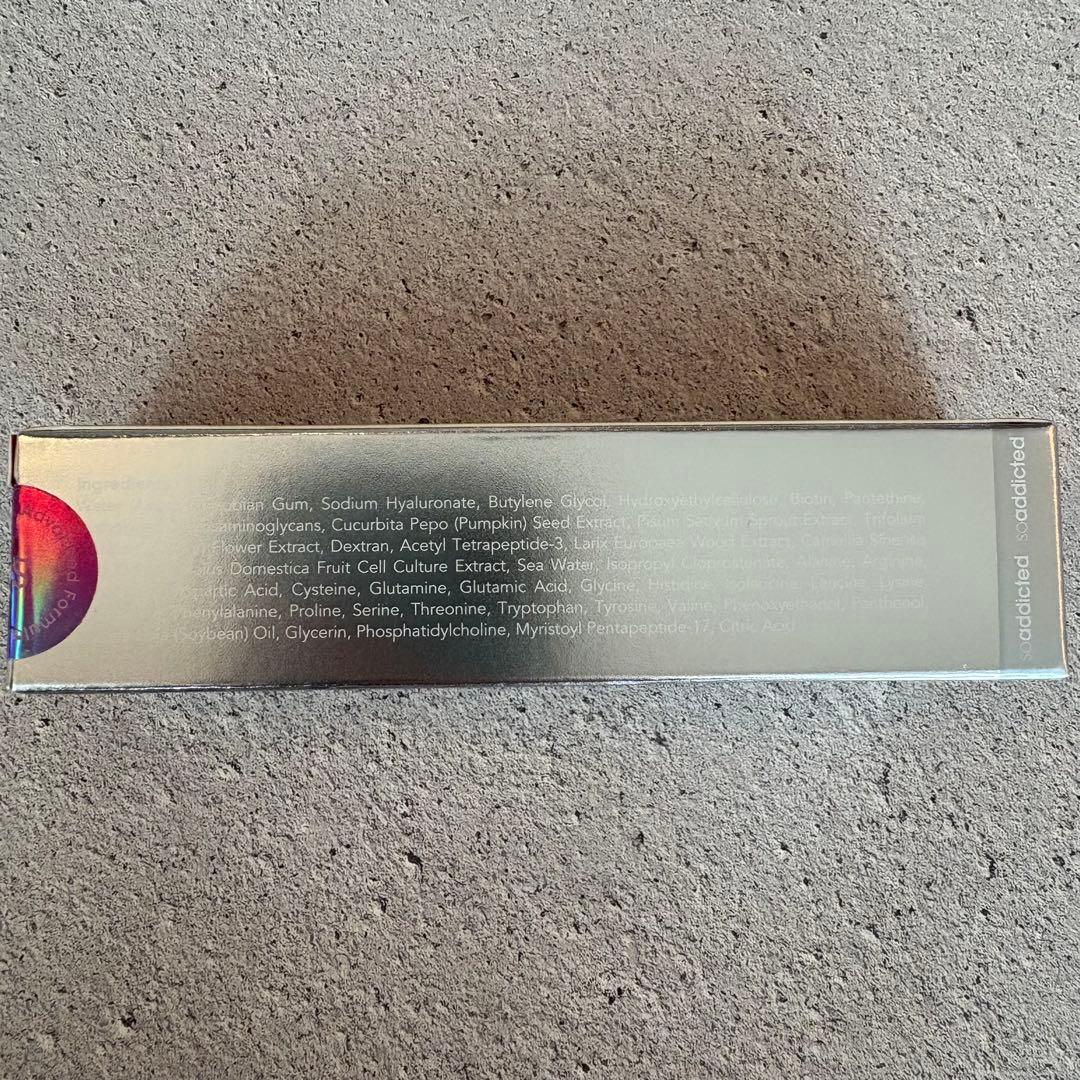 Ingredients
Gum, Sodium Hyaluronate, Butylene Glycol, Hydroxyethylcellulose, Biotin, Pantethine,
Cucurbita Pepo (Pumpkin) Seed Extract, Pisum Sativum Sprout Extract, Trifolium
Flower Extract, Dextran, Acetyl Tetrapeptide-3, Larix Europaea Wood Extract, Camellia Sinensis
Domestica Fruit Cell Culture Extract, Sea Water, Isopropyl Cloprostenate, Alanine, Arginine,
Acid, Cysteine, Glutamine, Glutamic Acid, Glycine, Histidine, Isoleucine, Leucine, Lysine
Proline, Serine, Threonine, Tryptophan, Tyrosine, Valine, Phenoxyethanol, Panthenol
(Soybean) Oil, Glycerin, Phosphatidylcholine, Myristoyl Pentapeptide-17, Citric Acid
soaddicted soaddicted